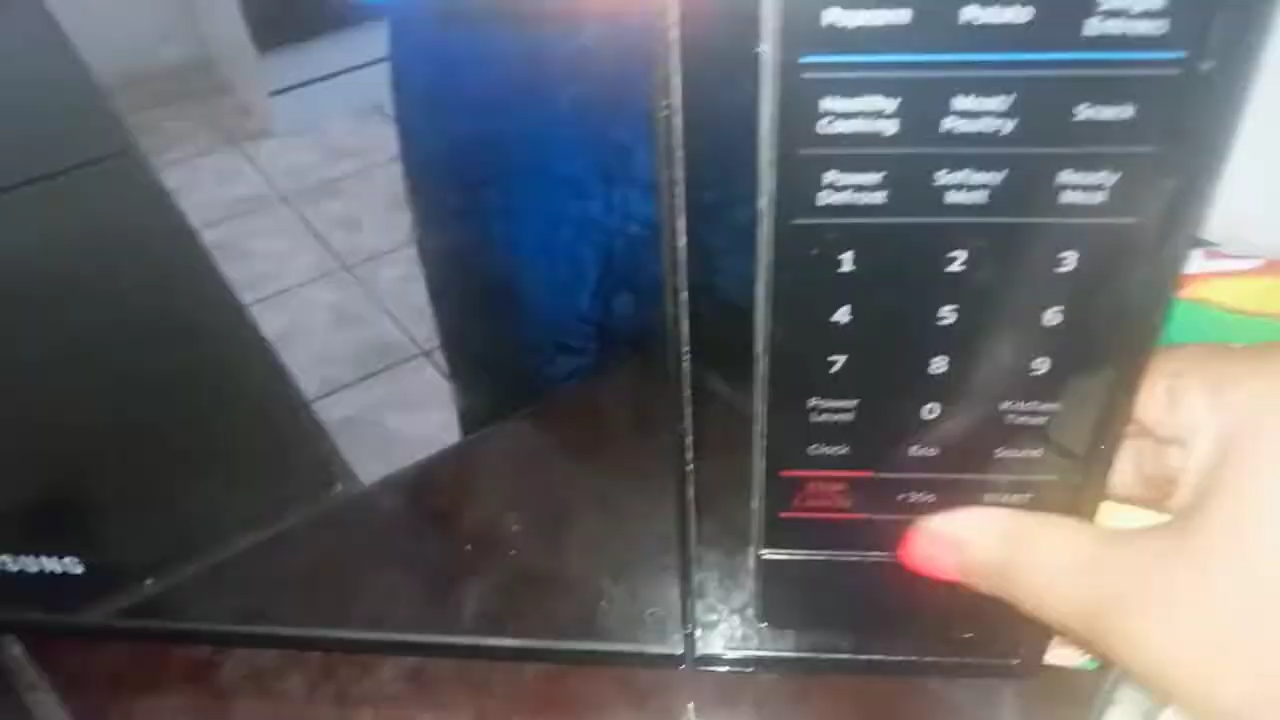 Popcorn Potato
Healthy Cooking
Meat/ Poultry
Snack
Power Defrost
Soften/ Melt
Ready Meal
1 2 3
4 5 6
7 8 9
Power Level
0
Kitchen Timer
Clock Eco Sound
+30s START
SUNG